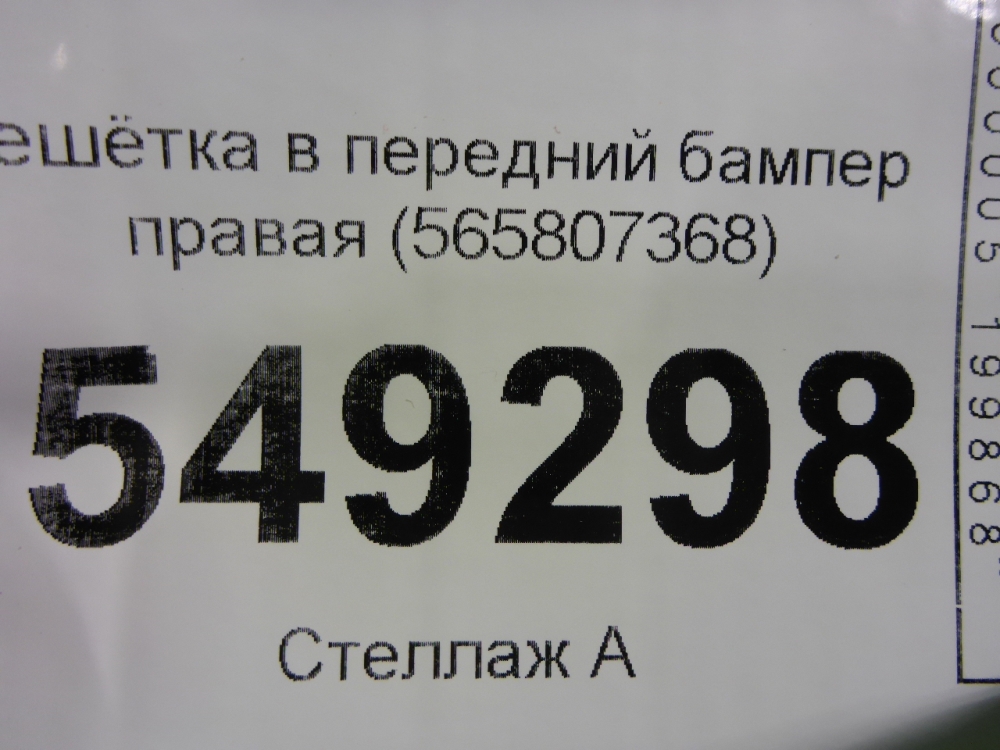 ешётка в передний бампер
правая (565807368)
549298
Стеллаж А